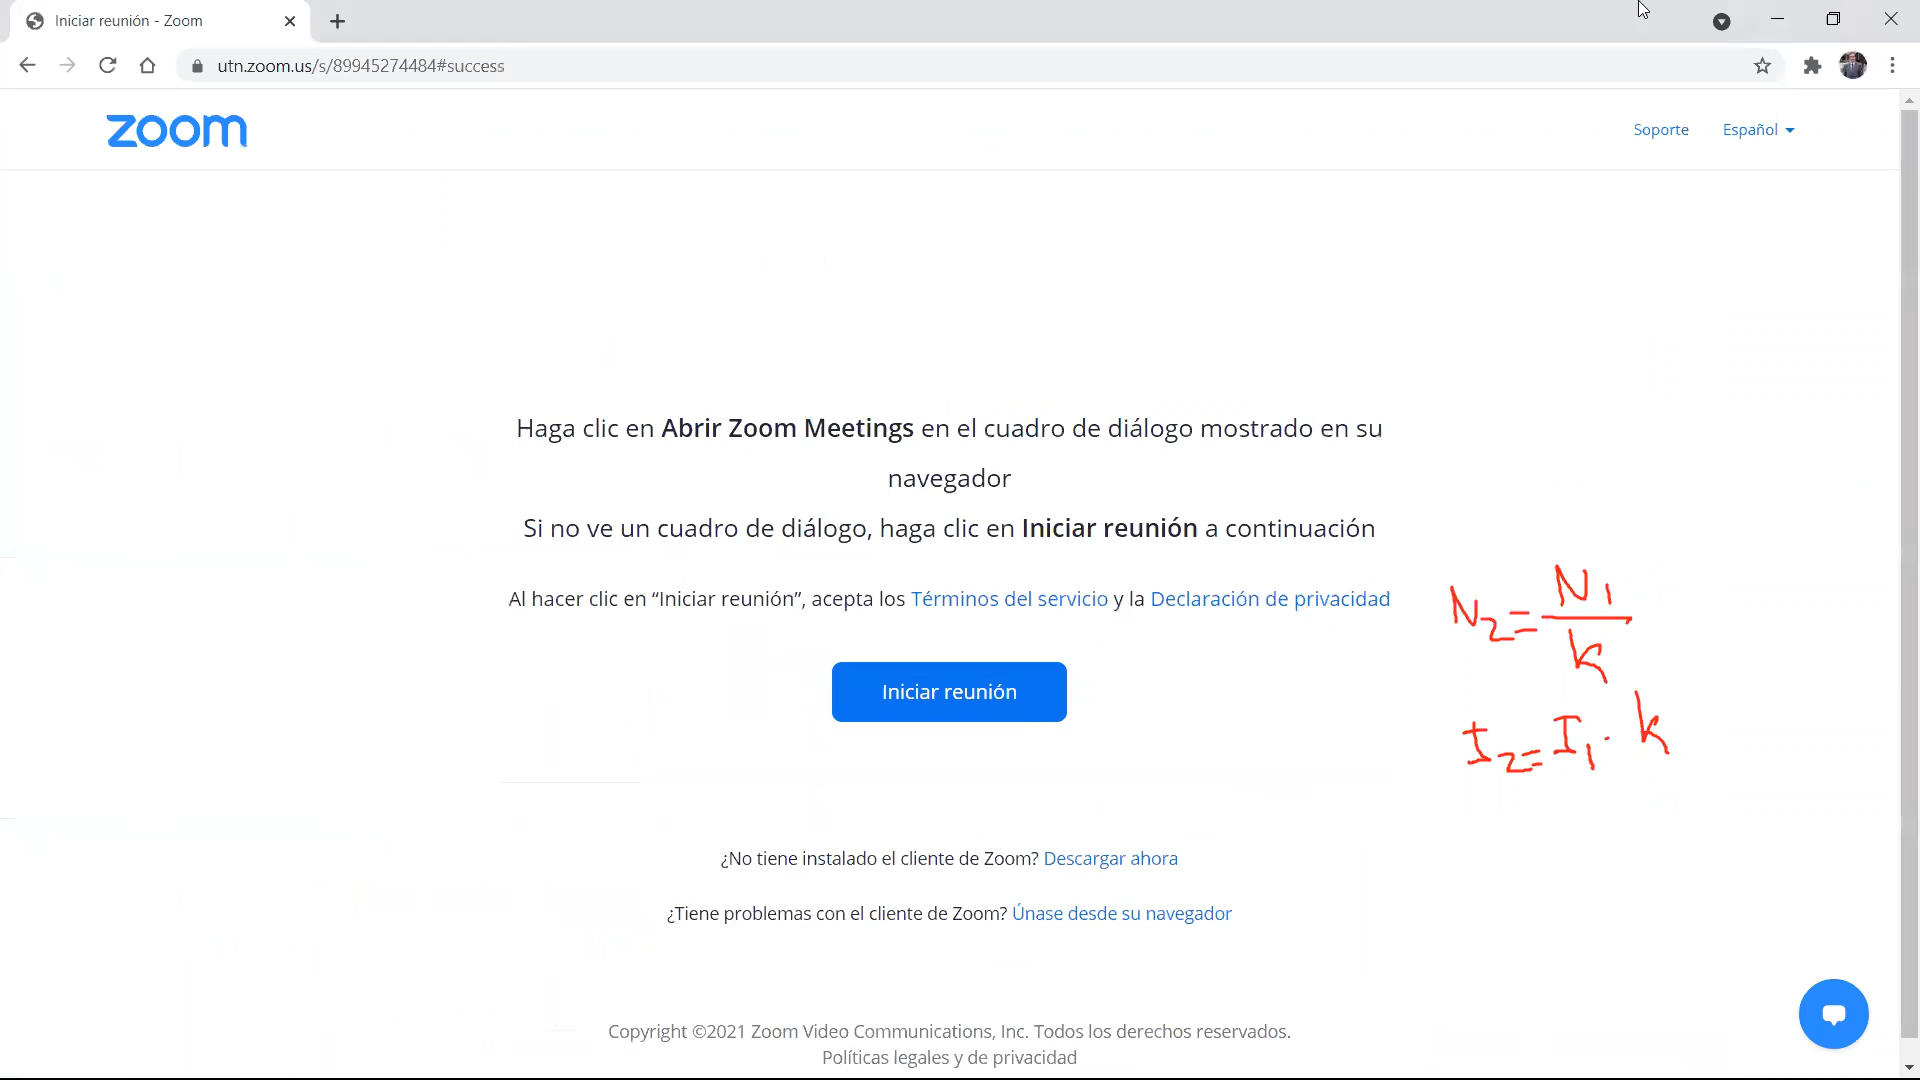 Iniciar reunión - Zoom
utn.zoom.us/s/89945274484#success
zoom
Soporte
Español
Haga clic en Abrir Zoom Meetings en el cuadro de diálogo mostrado en su
navegador
Si no ve un cuadro de diálogo, haga clic en Iniciar reunión a continuación
Al hacer clic en “Iniciar reunión”, acepta los Términos del servicio y la Declaración de privacidad
N₂ = N₁ / k
Iniciar reunión
I₂ = I₁ · k
¿No tiene instalado el cliente de Zoom? Descargar ahora
¿Tiene problemas con el cliente de Zoom? Únase desde su navegador
Copyright ©2021 Zoom Video Communications, Inc. Todos los derechos reservados.
Políticas legales y de privacidad